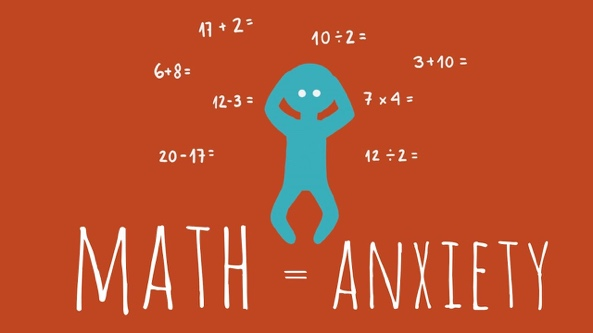 17 + 2 =
10 ÷ 2 =
3 + 10 =
6 + 8 =
12 - 3 =
7 x 4 =
20 - 17 =
12 ÷ 2 =
MATH = ANXIETY